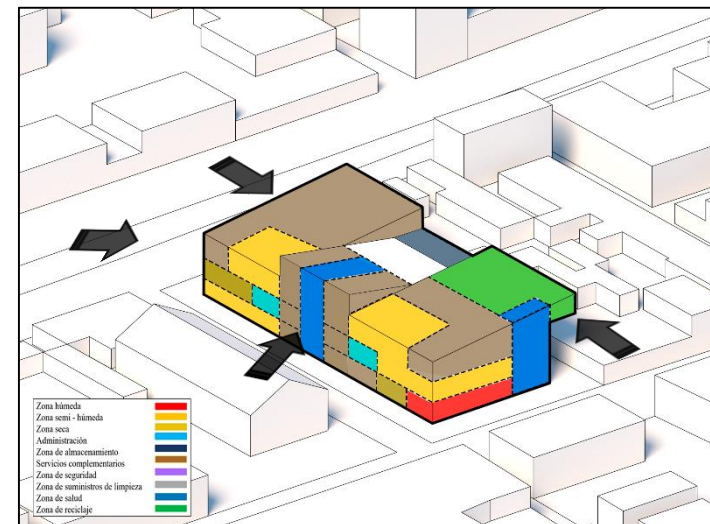 Zona húmeda
Zona semi - húmeda
Zona seca
Administración
Zona de almacenamiento
Servicios complementarios
Zona de seguridad
Zona de suministros de limpieza
Zona de salud
Zona de reciclaje